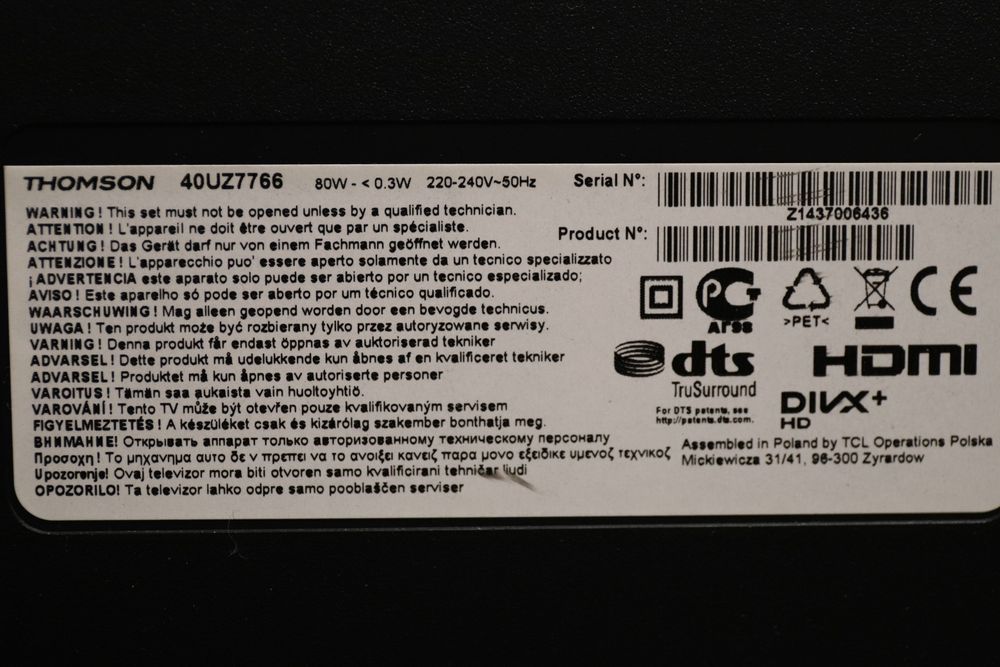 THOMSON 40UZ7766 80W - < 0.3W 220-240V~50Hz
WARNING ! This set must not be opened unless by a qualified technician.
ATTENTION ! L'appareil ne doit être ouvert que par un spécialiste.
ACHTUNG ! Das Gerät darf nur von einem Fachmann geöffnet werden.
ATTENZIONE ! L'apparecchio puo' essere aperto solamente da un tecnico specializzato
¡ ADVERTENCIA este aparato solo puede ser abierto por un tecnico especializado;
AVISO ! Este aparelho só pode ser aberto por um técnico qualificado.
WAARSCHUWING ! Mag alleen geopend worden door een bevogde technicus.
UWAGA ! Ten produkt może być rozbierany tylko przez autoryzowane serwisy.
VARNING ! Denna produkt får endast öppnas av auktoriserad tekniker
ADVARSEL ! Dette produkt må udelukkende kun åbnes af en kvalificeret tekniker
ADVARSEL ! Produktet må kun åpnes av autoriserte personer
VAROITUS ! Tämän saa aukaista vain huoltoyhtiö.
VAROVÁNÍ ! Tento TV může být otevřen pouze kvalifikovaným servisem
FIGYELMEZTETÉS ! A készüléket csak és kizárólag szakember bonthatja meg.
ВНИМАНИЕ! Открывать аппарат только авторизованному техническому персоналу
Προσοχη ! Το μηχανημα αυτο δε ν πρεπει να το ανοιξει κανεις παρα μονο εξειδικε υμενος τεχνικος
Upozorenje! Ovaj televizor mora biti otvoren samo kvalificirani tehničar ljudi
OPOZORILO! Ta televizor lahko odpre samo pooblaščen serviser
Serial N°:
Z1437006436
Product N°:
АГ98
>PET<
CE
dts
TruSurround
For DTS patents, see
http://patents.dts.com.
HDMI
DIVX+
HD
Assembled in Poland by TCL Operations Polska
Mickiewicza 31/41, 96-300 Zyrardow